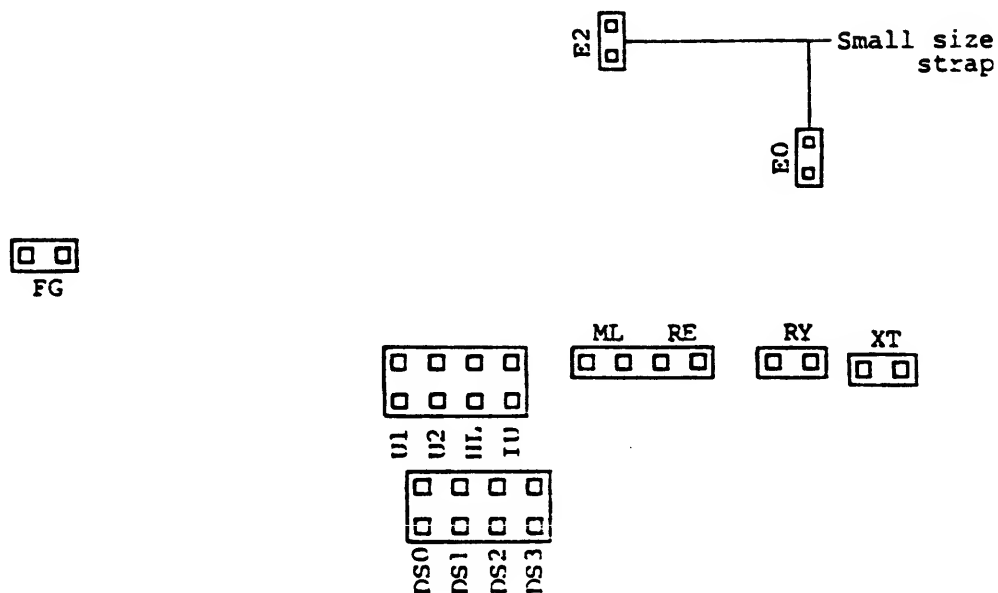 E2
Small size
strap
E0
FG
ML RE RY XT
U1 U2 HL IU
DS0 DS1 DS2 DS3